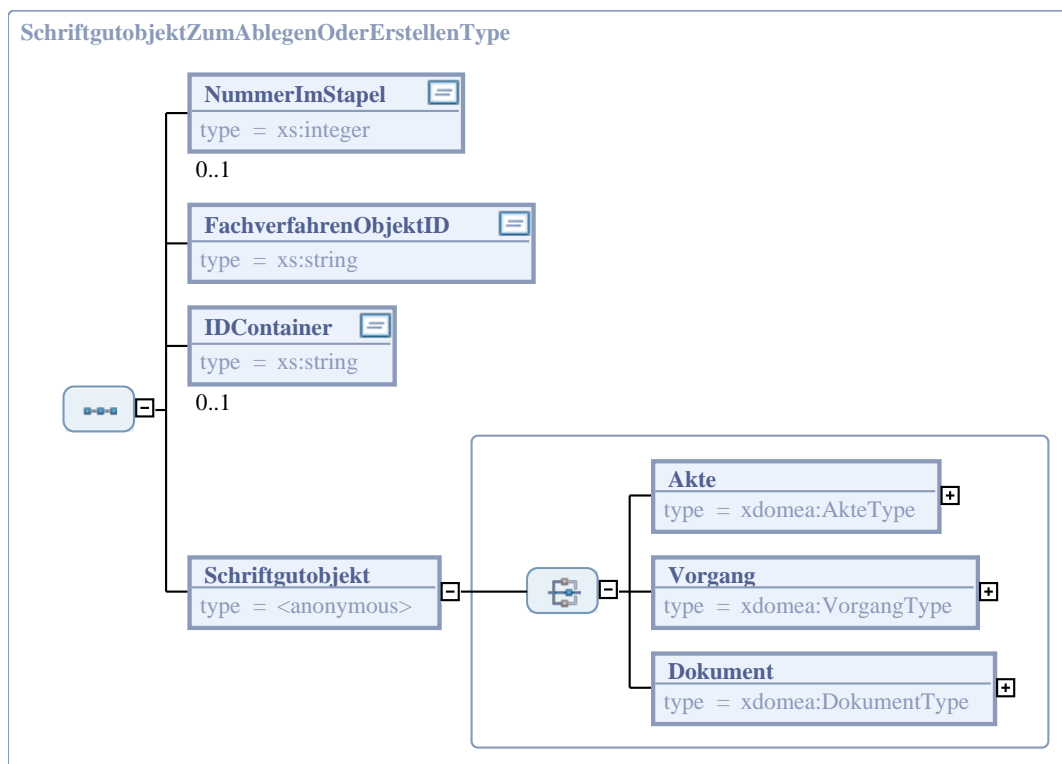 SchriftgutobjektZumAblegenOderErstellenType
NummerImStapel
type = xs:integer
0..1
FachverfahrenObjektID
type = xs:string
IDContainer
type = xs:string
0..1
Akte
type = xdomea:AkteType
Schriftgutobjekt
type = <anonymous>
Vorgang
type = xdomea:VorgangType
Dokument
type = xdomea:DokumentType